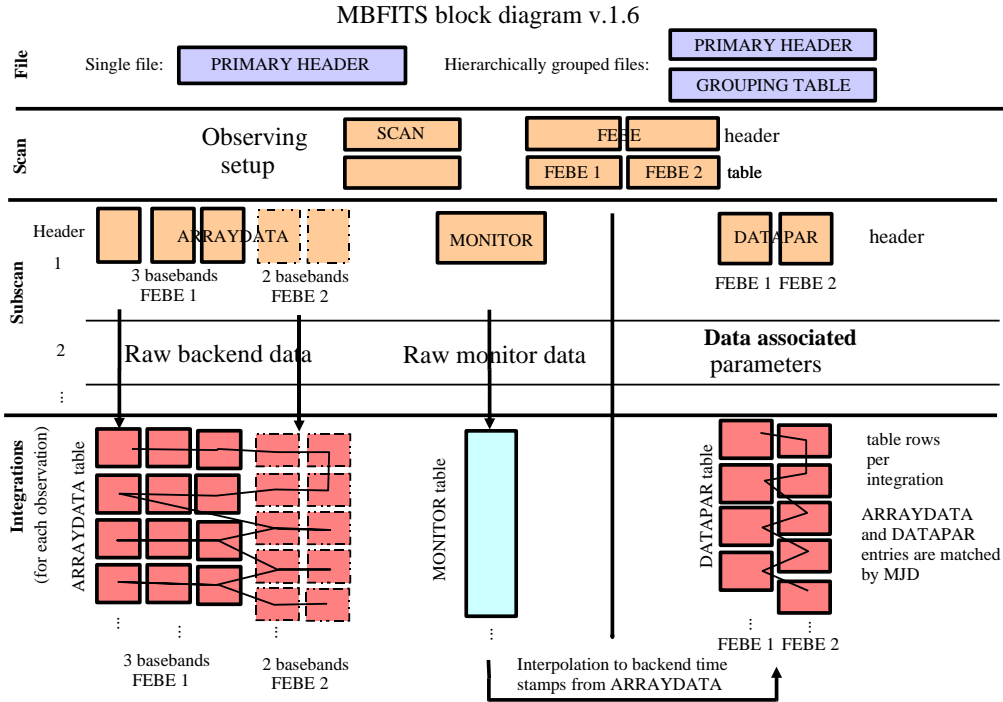 MBFITS block diagram v.1.6
File
Single file:
PRIMARY HEADER
Hierarchically grouped files:
PRIMARY HEADER
GROUPING TABLE
Scan
Observing
setup
SCAN
FEBE
header
FEBE 1
FEBE 2
table
Subscan
Header
1
ARRAYDATA
3 basebands
FEBE 1
2 basebands
FEBE 2
MONITOR
DATAPAR
FEBE 1
FEBE 2
header
2
Raw backend data
Raw monitor data
Data associated
parameters
...
Integrations
(for each observation)
ARRAYDATA table
MONITOR table
DATAPAR table
table rows
per
integration
ARRAYDATA
and DATAPAR
entries are matched
by MJD
...
...
...
...
...
...
3 basebands
FEBE 1
2 basebands
FEBE 2
FEBE 1
FEBE 2
Interpolation to backend time
stamps from ARRAYDATA